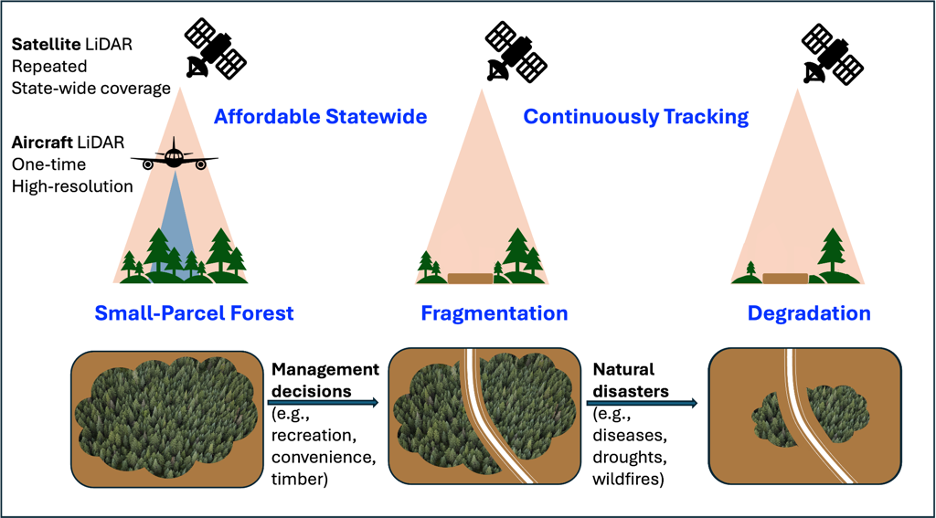 Satellite LiDAR
Repeated
State-wide coverage
Affordable Statewide
Continuously Tracking
Aircraft LiDAR
One-time
High-resolution
Small-Parcel Forest
Fragmentation
Degradation
Management
decisions
(e.g.,
recreation,
convenience,
timber)
Natural
disasters
(e.g.,
diseases,
droughts,
wildfires)